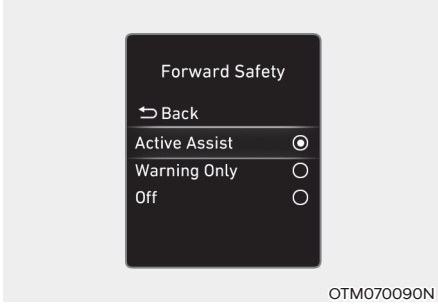 Forward Safety
Back
Active Assist
Warning Only
Off
OTM070090N